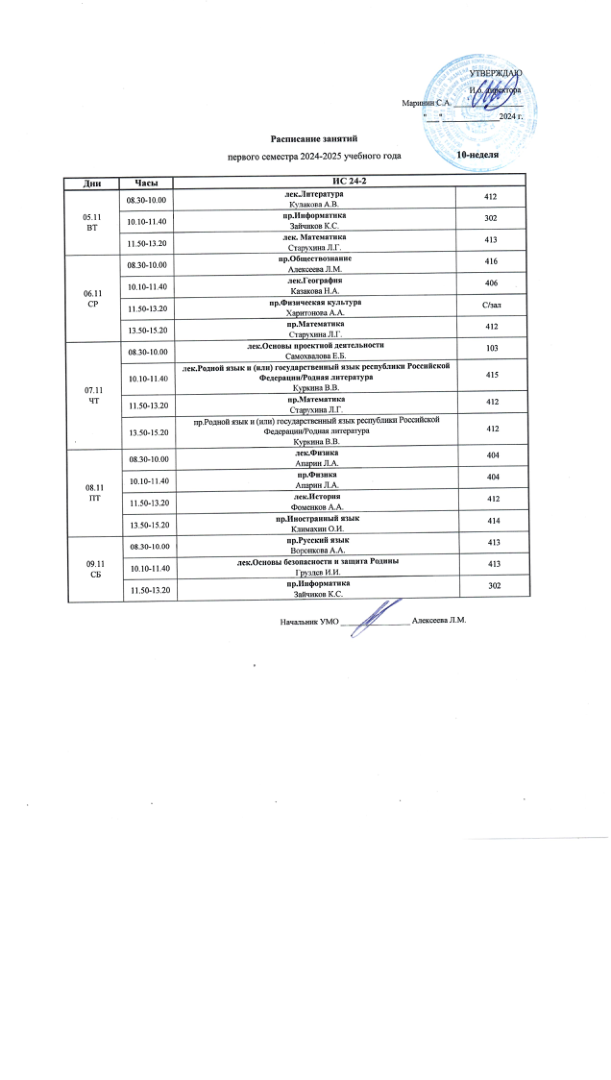 УТВЕРЖДАЮ
И.о. директора
Маринин С.А. ________________
"___"______________2024 г.
Расписание занятий
первого семестра 2024-2025 учебного года
10-неделя
Дни Часы ИС 24-2
05.11
ВТ
08.30-10.00 лек.Литература 412
Кулакова А.В.
10.10-11.40 пр.Информатика 302
Зайчиков К.С.
11.50-13.20 лек. Математика 413
Старухина Л.Г.
06.11
СР
08.30-10.00 пр.Обществознание 416
Алексеева Л.М.
10.10-11.40 лек.География 406
Казакова Н.А.
11.50-13.20 пр.Физическая культура С/зал
Харитонова А.А.
13.50-15.20 пр.Математика 412
Старухина Л.Г.
07.11
ЧТ
08.30-10.00 лек.Основы проектной деятельности 103
Самохвалова Е.Б.
10.10-11.40 лек.Родной язык и (или) государственный язык республики Российской
Федерации/Родная литература 415
Куркина В.В.
11.50-13.20 пр.Математика 412
Старухина Л.Г.
13.50-15.20 пр.Родной язык и (или) государственный язык республики Российской
Федерации/Родная литература 412
Куркина В.В.
08.11
ПТ
08.30-10.00 лек.Физика 404
Апарин Л.А.
10.10-11.40 пр.Физика 404
Апарин Л.А.
11.50-13.20 лек.История 412
Фоменков А.А.
13.50-15.20 пр.Иностранный язык 414
Климахин О.И.
09.11
СБ
08.30-10.00 пр.Русский язык 413
Воронкова А.А.
10.10-11.40 лек.Основы безопасности и защита Родины 413
Груздев И.И.
11.50-13.20 пр.Информатика 302
Зайчиков К.С.
Начальник УМО ________________ Алексеева Л.М.